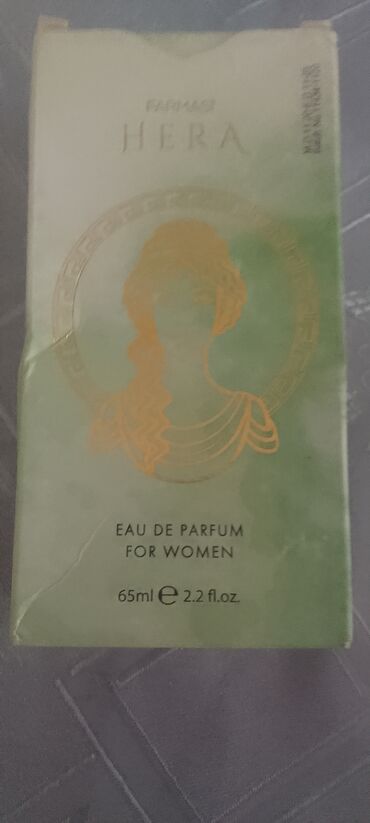 FARMASİ
HERA
EAU DE PARFUM
FOR WOMEN
65ml ℮ 2.2 fl.oz.